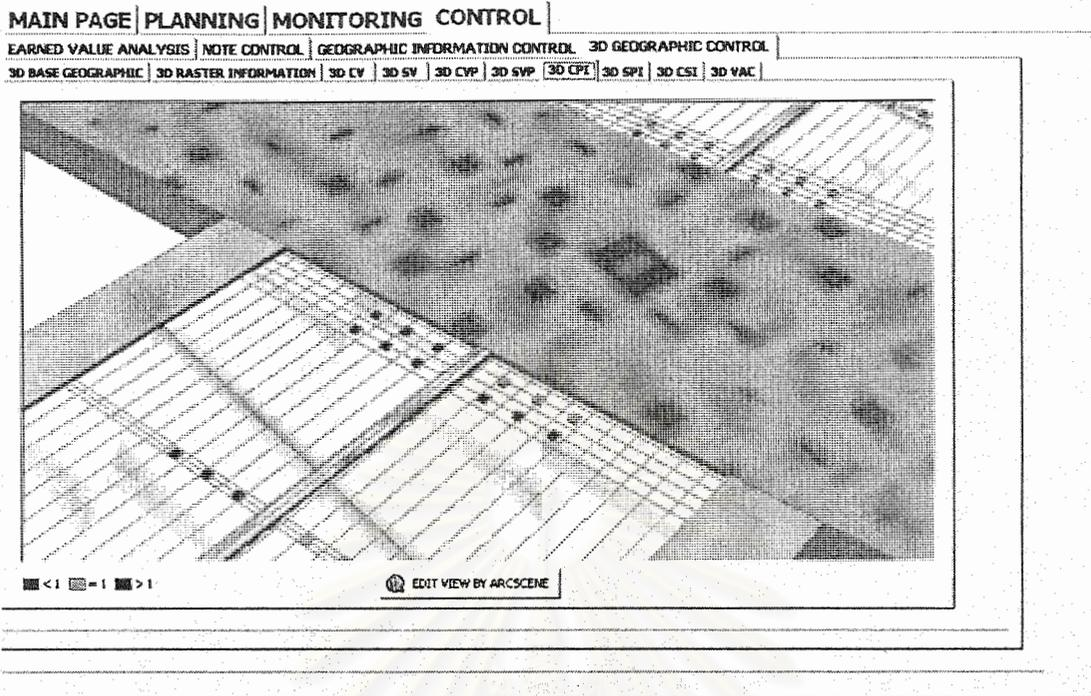 MAIN PAGE PLANNING MONITORING CONTROL
EARNED VALUE ANALYSIS NOTE CONTROL GEOGRAPHIC INFORMATION CONTROL 3D GEOGRAPHIC CONTROL
3D BASE GEOGRAPHIC 3D RASTER INFORMATION 3D CV 3D SV 3D CVP 3D SVP 3D CPI 3D SPI 3D CSI 3D VAC
<1 =1 >1 EDIT VIEW BY ARCSCENE